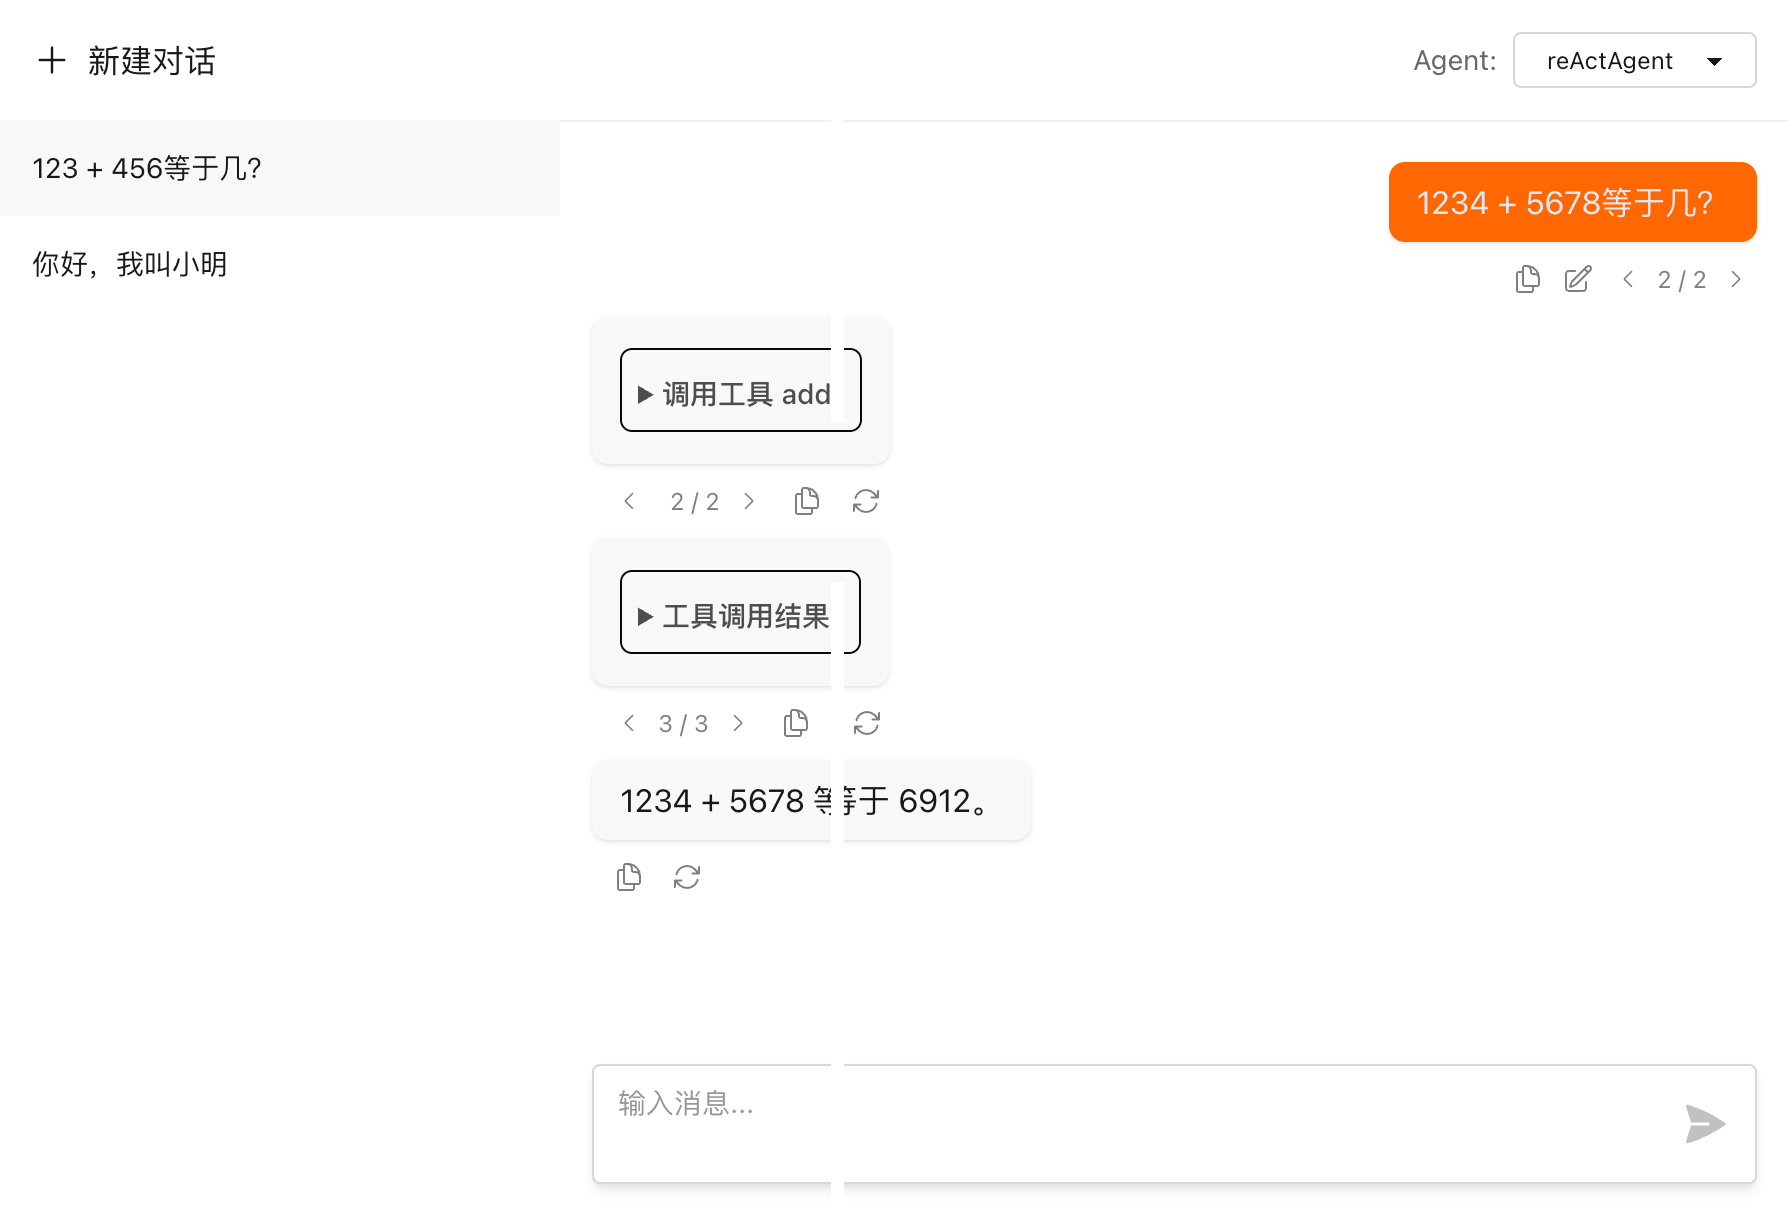 新建对话
Agent:
reActAgent
123 + 456等于几?
你好，我叫小明
1234 + 5678等于几?
2 / 2
调用工具 add
2 / 2
工具调用结果
3 / 3
1234 + 5678 等等于 6912。
输入消息...